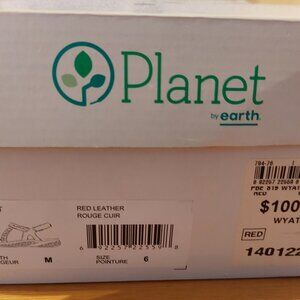 Planet
by earth
RED LEATHER
ROUGE CUIR
M
SIZE
POINTURE
6
$100
WYAT
RED
140122